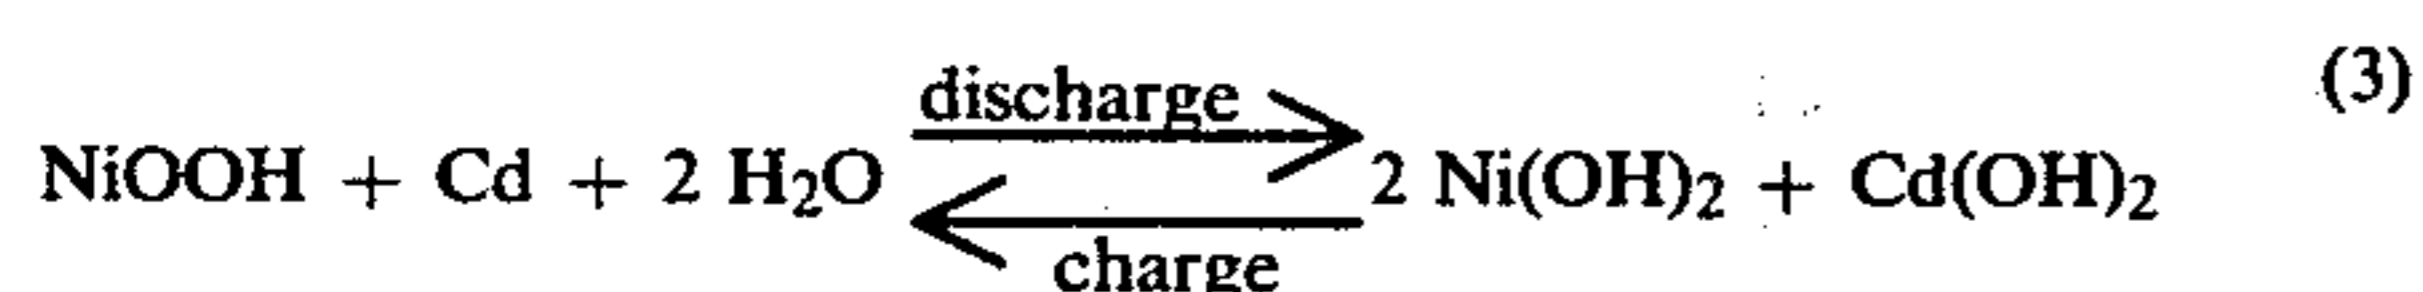 (3)
discharge
NiOOH + Cd + 2 H₂O ⇄ 2 Ni(OH)₂ + Cd(OH)₂
charge